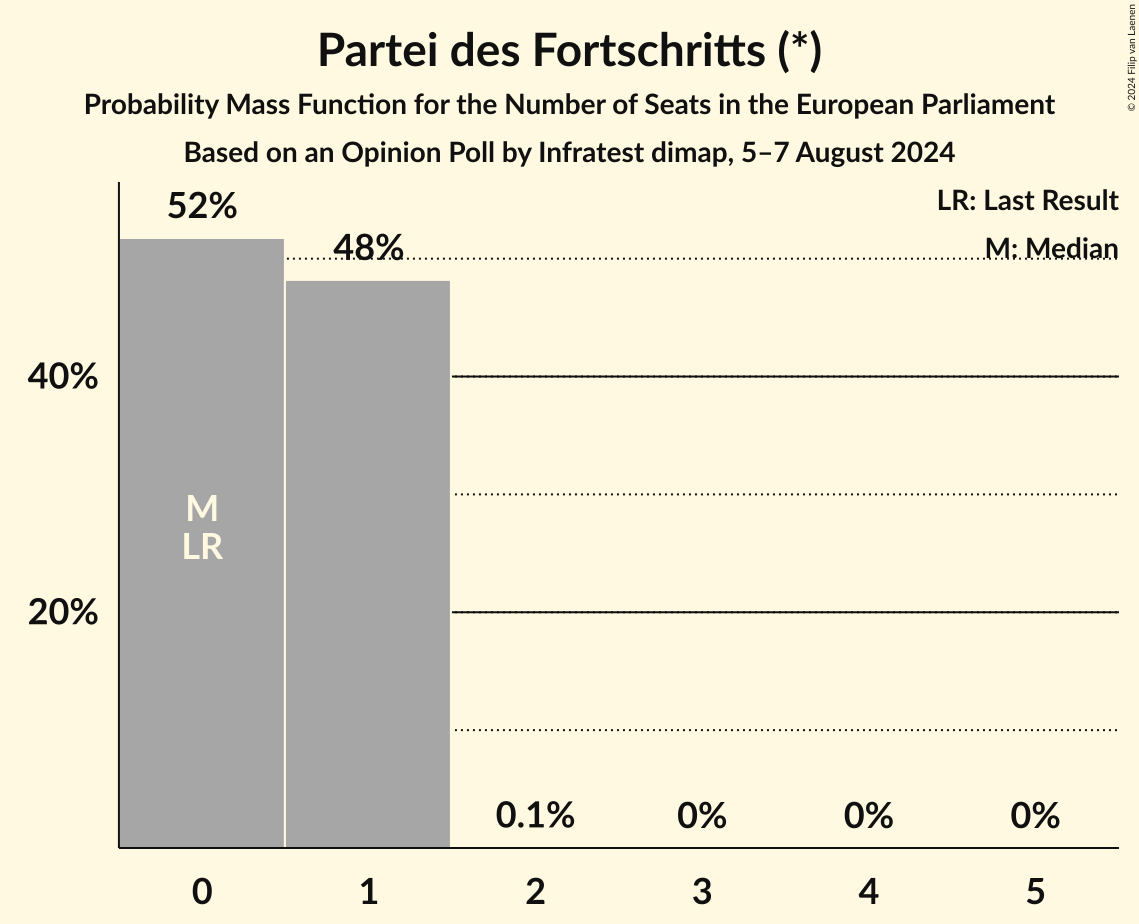 Partei des Fortschritts (*)
Probability Mass Function for the Number of Seats in the European Parliament
Based on an Opinion Poll by Infratest dimap, 5–7 August 2024
© 2024 Filip van Laenen
LR: Last Result
M: Median
52%
48%
40%
20%
M
LR
0.1%
0%
0%
0%
0
1
2
3
4
5